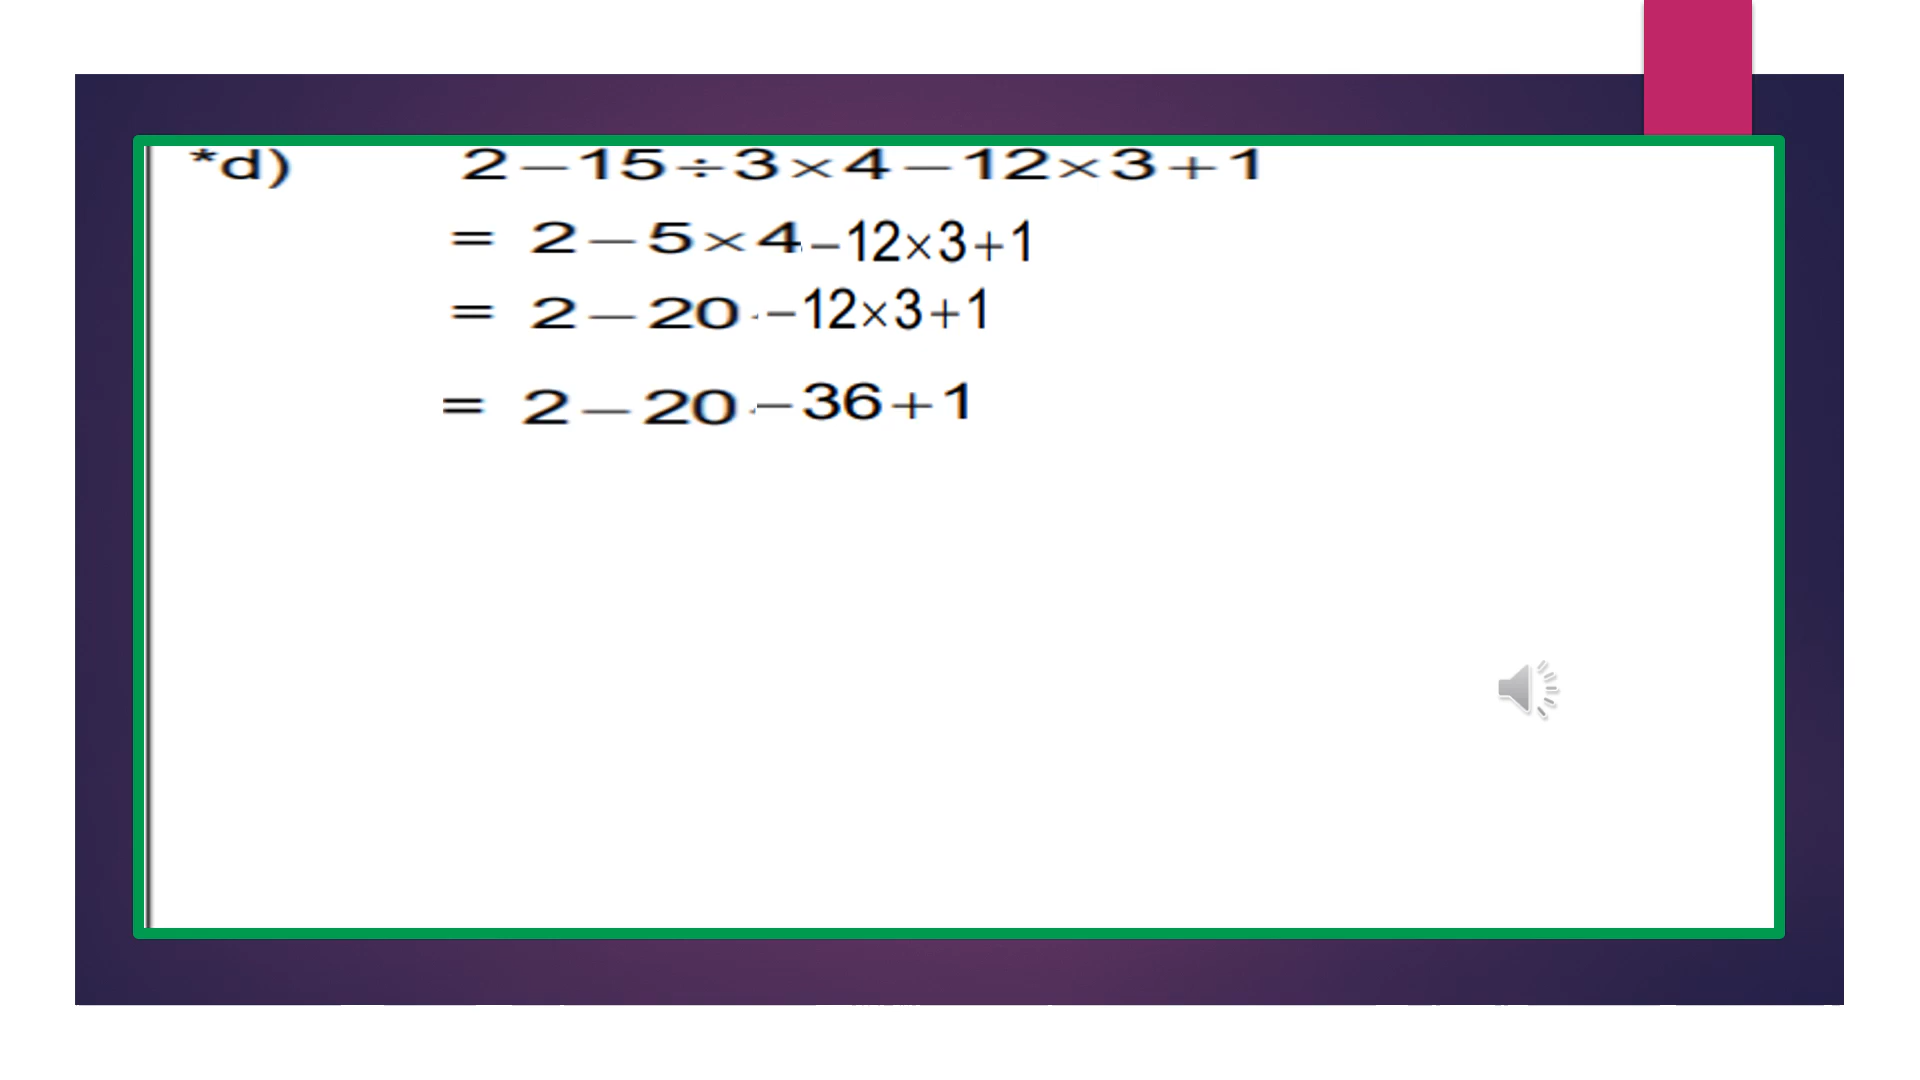 *d) 2−15÷3×4−12×3+1
= 2−5×4−12×3+1
= 2−20−12×3+1
= 2−20−36+1